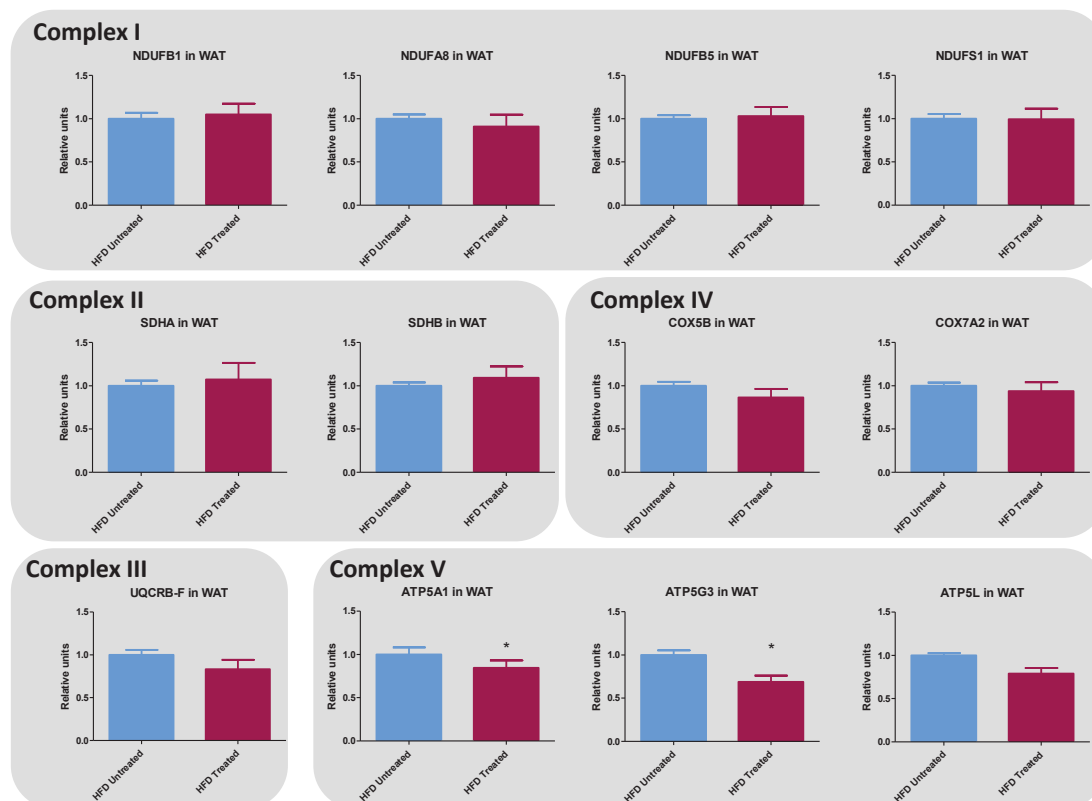 Complex I
NDUFB1 in WAT
Relative units
1.5
1.0
0.5
0.0
HFD Untreated
HFD Treated
NDUFA8 in WAT
Relative units
1.5
1.0
0.5
0.0
HFD Untreated
HFD Treated
NDUFB5 in WAT
Relative units
1.5
1.0
0.5
0.0
HFD Untreated
HFD Treated
NDUFS1 in WAT
Relative units
1.5
1.0
0.5
0.0
HFD Untreated
HFD Treated
Complex II
SDHA in WAT
Relative units
1.5
1.0
0.5
0.0
HFD Untreated
HFD Treated
SDHB in WAT
Relative units
1.5
1.0
0.5
0.0
HFD Untreated
HFD Treated
Complex IV
COX5B in WAT
Relative units
1.5
1.0
0.5
0.0
HFD Untreated
HFD Treated
COX7A2 in WAT
Relative units
1.5
1.0
0.5
0.0
HFD Untreated
HFD Treated
Complex III
UQCRB-F in WAT
Relative units
1.5
1.0
0.5
0.0
HFD Untreated
HFD Treated
Complex V
ATP5A1 in WAT
Relative units
1.5
1.0
0.5
0.0
*
HFD Untreated
HFD Treated
ATP5G3 in WAT
Relative units
1.5
1.0
0.5
0.0
*
HFD Untreated
HFD Treated
ATP5L in WAT
Relative units
1.5
1.0
0.5
0.0
HFD Untreated
HFD Treated